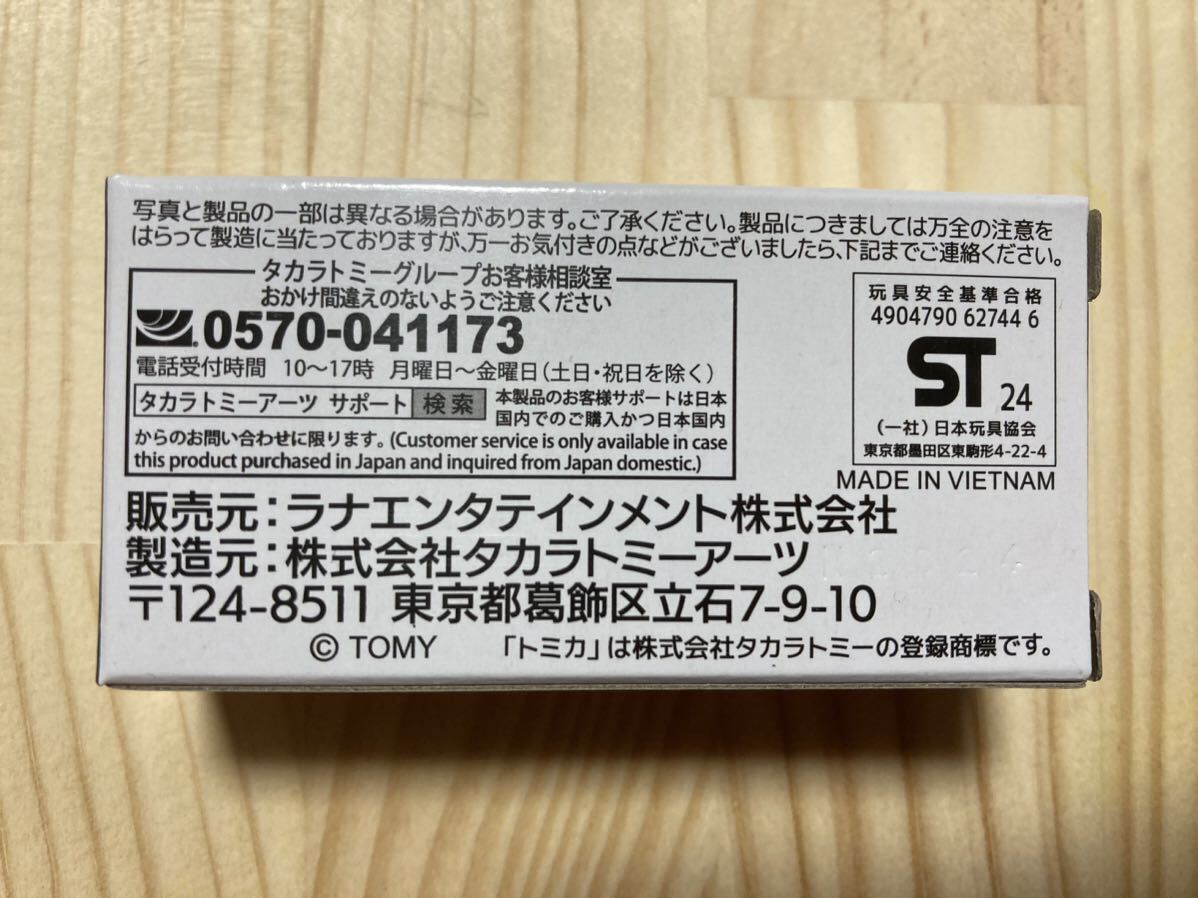 写真と製品の一部は異なる場合があります。ご了承ください。製品につきましては万全の注意を
はらって製造に当たっておりますが、万一お気付きの点などがございましたら、下記までご連絡ください。
タカラトミーグループお客様相談室
おかけ間違えのないようご注意ください
0570-041173
電話受付時間 10〜17時 月曜日〜金曜日(土日・祝日を除く)
タカラトミーアーツ サポート 検索
本製品のお客様サポートは日本
国内でのご購入かつ日本国内
からのお問い合わせに限ります。(Customer service is only available in case
this product purchased in Japan and inquired from Japan domestic.)
玩具安全基準合格
4904790 62744 6
ST 24
(一社)日本玩具協会
東京都墨田区東駒形4-22-4
MADE IN VIETNAM
販売元:ラナエンタテインメント株式会社
製造元:株式会社タカラトミーアーツ
〒124-8511 東京都葛飾区立石7-9-10
© TOMY 「トミカ」は株式会社タカラトミーの登録商標です。